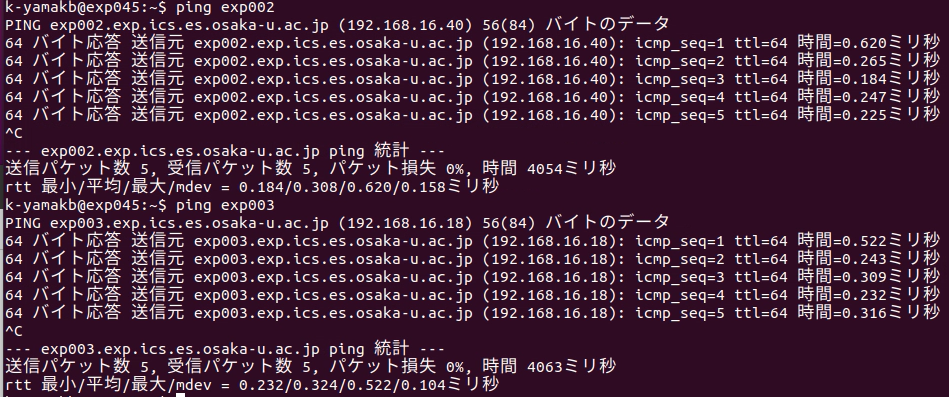 k-yamakb@exp045:~$ ping exp002
PING exp002.exp.ics.es.osaka-u.ac.jp (192.168.16.40) 56(84) バイトのデータ
64 バイト応答 送信元 exp002.exp.ics.es.osaka-u.ac.jp (192.168.16.40): icmp_seq=1 ttl=64 時間=0.620ミリ秒
64 バイト応答 送信元 exp002.exp.ics.es.osaka-u.ac.jp (192.168.16.40): icmp_seq=2 ttl=64 時間=0.265ミリ秒
64 バイト応答 送信元 exp002.exp.ics.es.osaka-u.ac.jp (192.168.16.40): icmp_seq=3 ttl=64 時間=0.184ミリ秒
64 バイト応答 送信元 exp002.exp.ics.es.osaka-u.ac.jp (192.168.16.40): icmp_seq=4 ttl=64 時間=0.247ミリ秒
64 バイト応答 送信元 exp002.exp.ics.es.osaka-u.ac.jp (192.168.16.40): icmp_seq=5 ttl=64 時間=0.225ミリ秒
^C
--- exp002.exp.ics.es.osaka-u.ac.jp ping 統計 ---
送信パケット数 5, 受信パケット数 5, パケット損失 0%, 時間 4054ミリ秒
rtt 最小/平均/最大/mdev = 0.184/0.308/0.620/0.158ミリ秒
k-yamakb@exp045:~$ ping exp003
PING exp003.exp.ics.es.osaka-u.ac.jp (192.168.16.18) 56(84) バイトのデータ
64 バイト応答 送信元 exp003.exp.ics.es.osaka-u.ac.jp (192.168.16.18): icmp_seq=1 ttl=64 時間=0.522ミリ秒
64 バイト応答 送信元 exp003.exp.ics.es.osaka-u.ac.jp (192.168.16.18): icmp_seq=2 ttl=64 時間=0.243ミリ秒
64 バイト応答 送信元 exp003.exp.ics.es.osaka-u.ac.jp (192.168.16.18): icmp_seq=3 ttl=64 時間=0.309ミリ秒
64 バイト応答 送信元 exp003.exp.ics.es.osaka-u.ac.jp (192.168.16.18): icmp_seq=4 ttl=64 時間=0.232ミリ秒
64 バイト応答 送信元 exp003.exp.ics.es.osaka-u.ac.jp (192.168.16.18): icmp_seq=5 ttl=64 時間=0.316ミリ秒
^C
--- exp003.exp.ics.es.osaka-u.ac.jp ping 統計 ---
送信パケット数 5, 受信パケット数 5, パケット損失 0%, 時間 4063ミリ秒
rtt 最小/平均/最大/mdev = 0.232/0.324/0.522/0.104ミリ秒